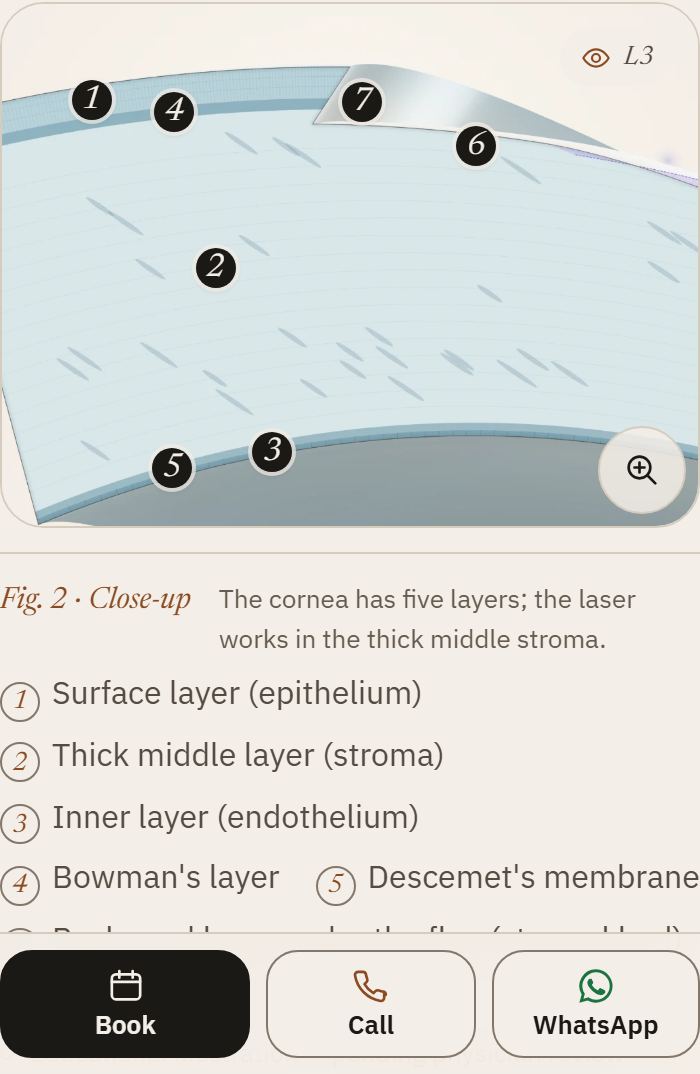 L3
1
4
7
6
2
5
3
Fig. 2 · Close-up
The cornea has five layers; the laser
works in the thick middle stroma.
1 Surface layer (epithelium)
2 Thick middle layer (stroma)
3 Inner layer (endothelium)
4 Bowman's layer 5 Descemet's membrane
Book
Call
WhatsApp